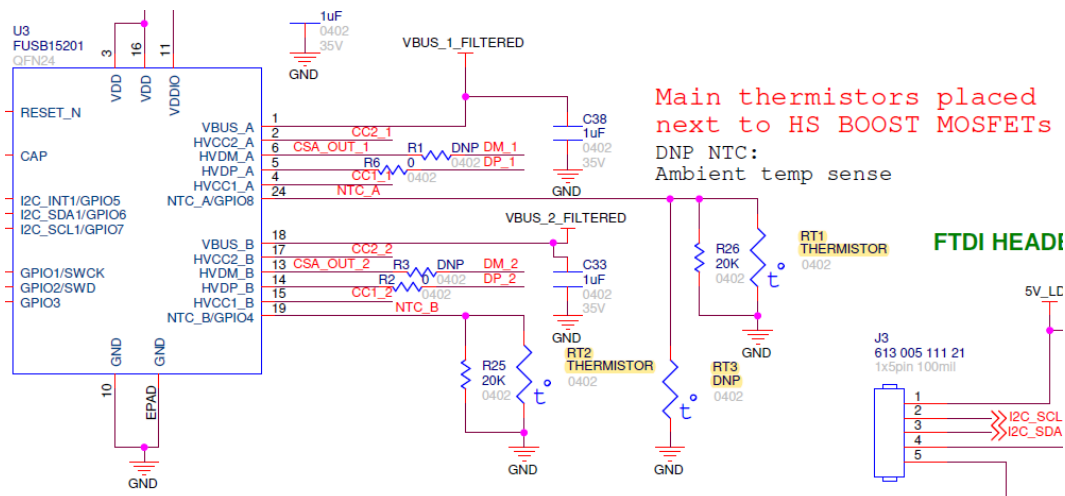 U3
FUSB15201
QFN24
3
16
11
VDD
VDD
VDDIO
1uF
0402
35V
GND
VBUS_1_FILTERED
RESET_N
CAP
I2C_INT1/GPIO5
I2C_SDA1/GPIO6
I2C_SCL1/GPIO7
GPIO1/SWCK
GPIO2/SWD
GPIO3
VBUS_A
HVCC2_A
HVDM_A
HVDP_A
HVCC1_A
NTC_A/GPIO8
VBUS_B
HVCC2_B
HVDM_B
HVDP_B
HVCC1_B
NTC_B/GPIO4
1
2
6
5
4
24
18
17
13
14
15
19
CC2_1
CSA_OUT_1
R1
DNP
0402
DM_1
R6
0
0402
DP_1
CC1_1
NTC_A
C38
1uF
0402
35V
GND
Main thermistors placed
next to HS BOOST MOSFETs
DNP NTC:
Ambient temp sense
VBUS_2_FILTERED
CC2_2
CSA_OUT_2
R3
DNP
0402
DM_2
R2
0
0402
DP_2
CC1_2
NTC_B
C33
1uF
0402
35V
GND
R26
20K
0402
RT1
THERMISTOR
0402
t°
GND
FTDI HEADE
5V_LD
R25
20K
0402
RT2
THERMISTOR
0402
t°
GND
RT3
DNP
0402
t°
GND
J3
613 005 111 21
1x5pin 100mil
1
2
3
4
5
I2C_SCL
I2C_SDA
GND
GND
10
EPAD
GND